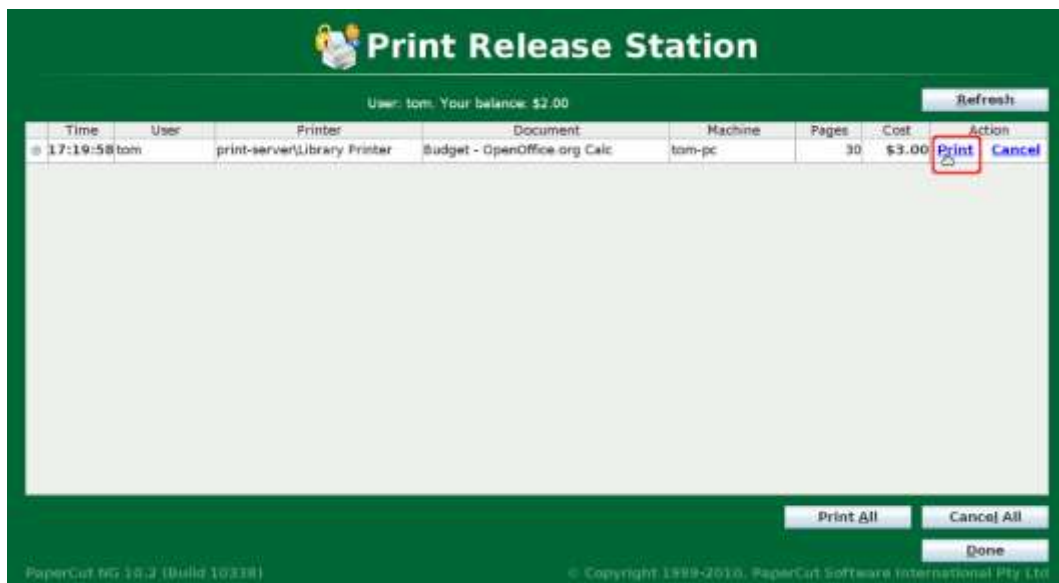 Print Release Station
User: tom. Your balance: $2.00
Refresh
Time User Printer Document Machine Pages Cost Action
17:19:58 tom print-server\Library Printer Budget - OpenOffice.org Calc tom-pc 30 $3.00 Print Cancel
Print All Cancel All
Done
PaperCut NG 10.2 (Build 10338) © Copyright 1999-2010, PaperCut Software International Pty Ltd